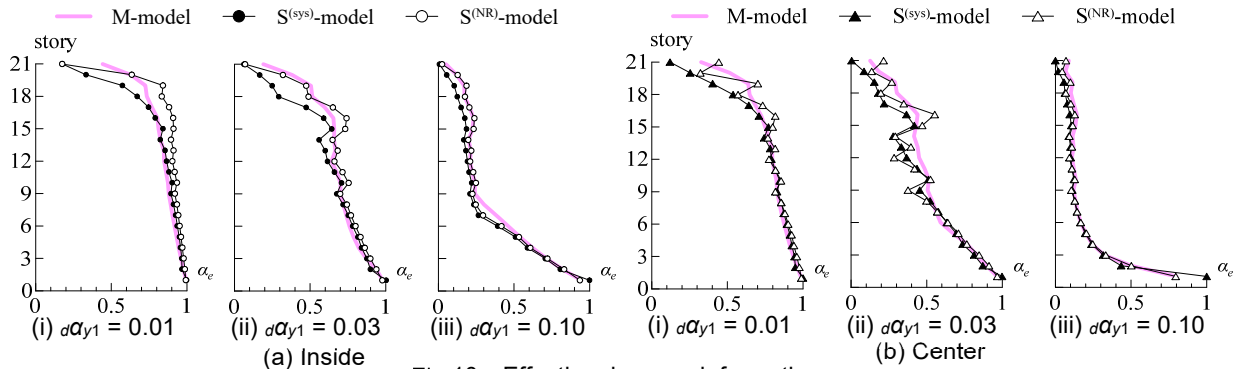 M-model S(sys)-model S(NR)-model M-model S(sys)-model S(NR)-model
story story
21 21
18 18
15 15
12 12
9 9
6 6
3 3
αe αe αe αe αe αe
0 0 0 0 0 0
0 0.5 1 0 0.5 1 0 0.5 1 0 0.5 1 0 0.5 1 0 0.5 1
(i) dαy1 = 0.01 (ii) dαy1 = 0.03 (iii) dαy1 = 0.10 (i) dαy1 = 0.01 (ii) dαy1 = 0.03 (iii) dαy1 = 0.10
(a) Inside (b) Center